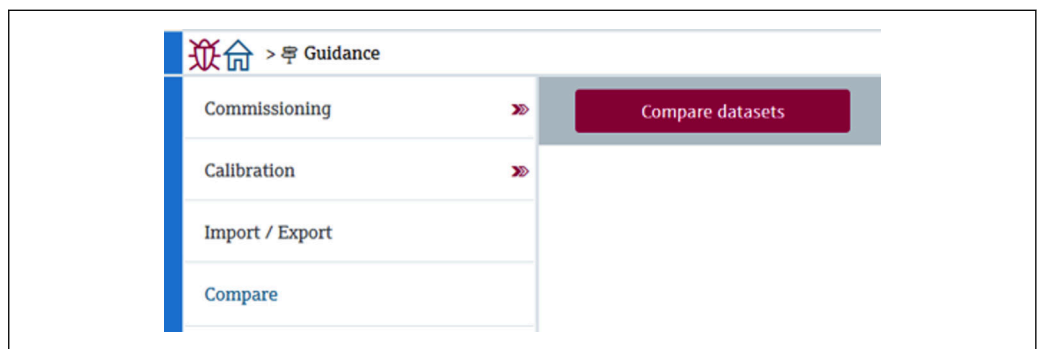 > Guidance
Commissioning
Compare datasets
Calibration
Import / Export
Compare